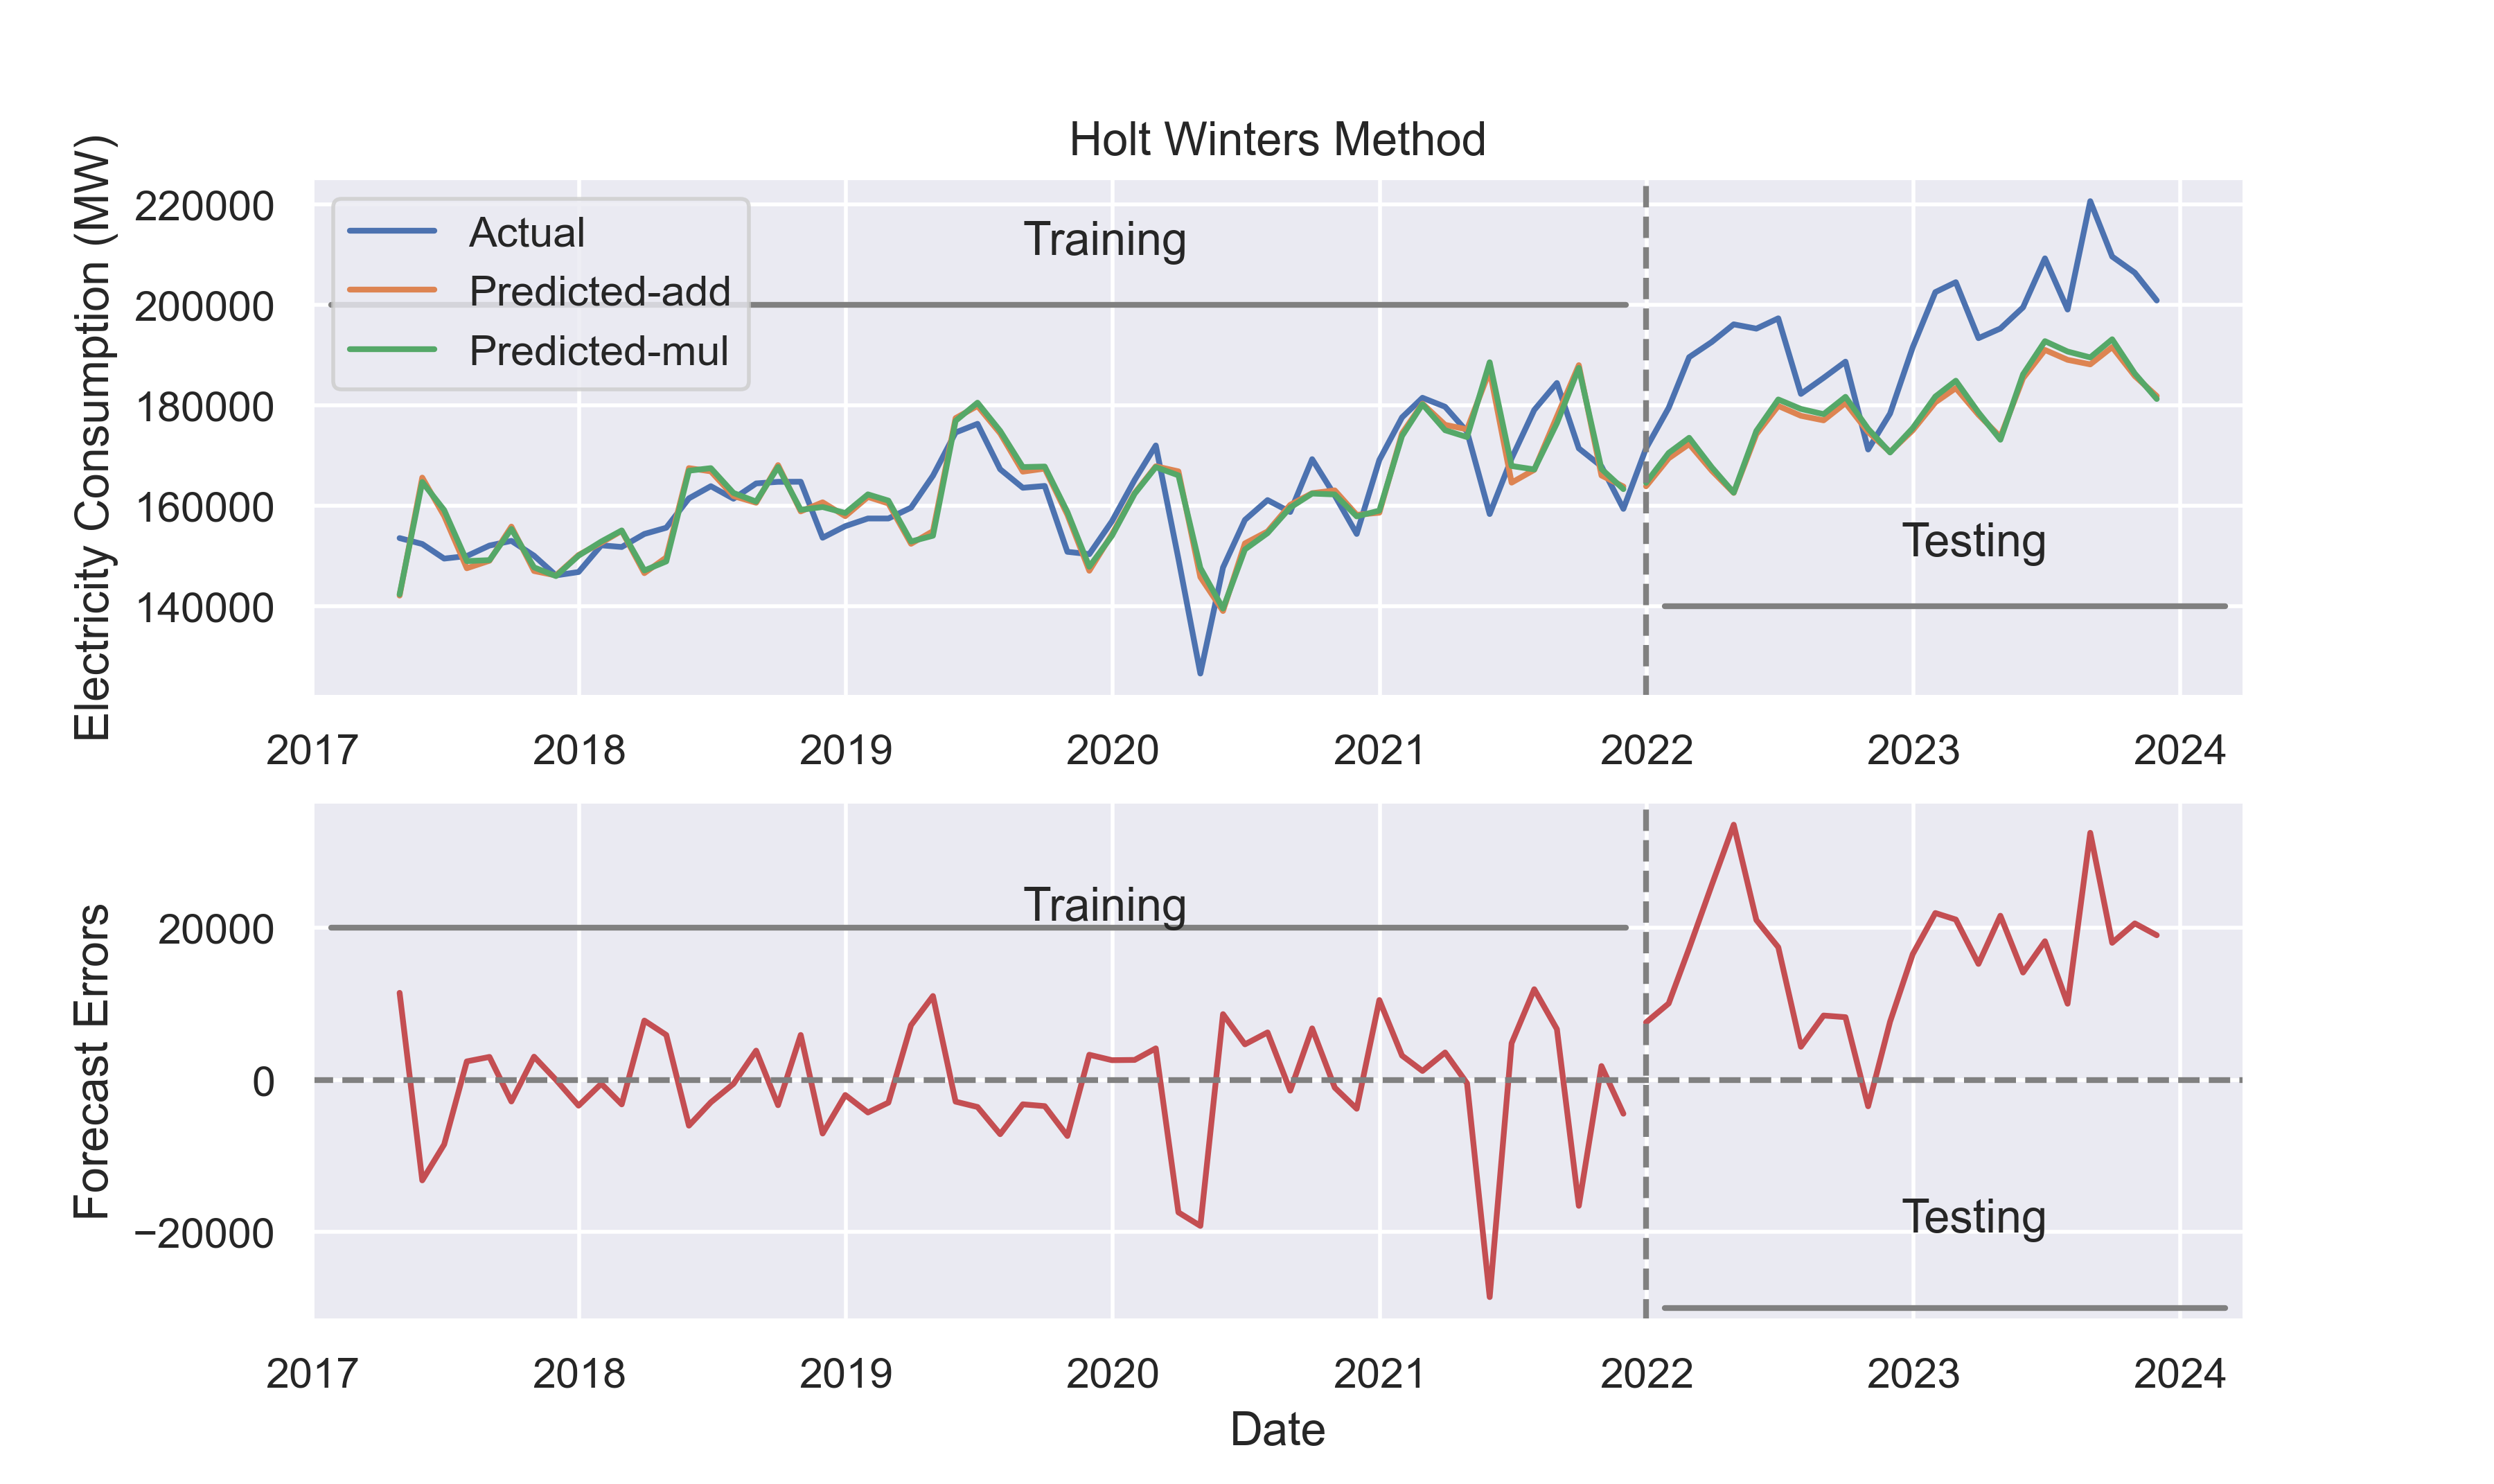 Holt Winters Method
Electricity Consumption (MW)
220000
200000
180000
160000
140000
Actual
Predicted-add
Predicted-mul
Training
Testing
2017 2018 2019 2020 2021 2022 2023 2024
Forecast Errors
20000
0
−20000
Training
Testing
2017 2018 2019 2020 2021 2022 2023 2024
Date